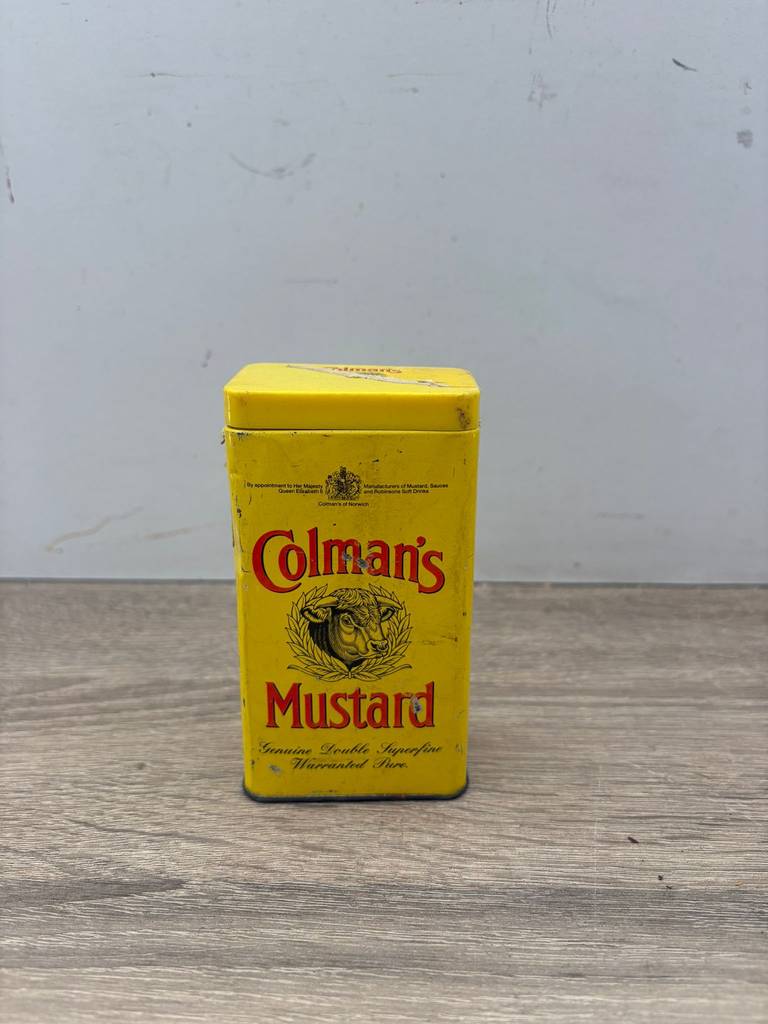 Colman's
By appointment to Her Majesty
Queen Elizabeth II
Manufacturers of Mustard, Sauces
and Robinsons Soft Drinks
Colman's of Norwich
Colman's
Mustard
Genuine Double Superfine
Warranted Pure.